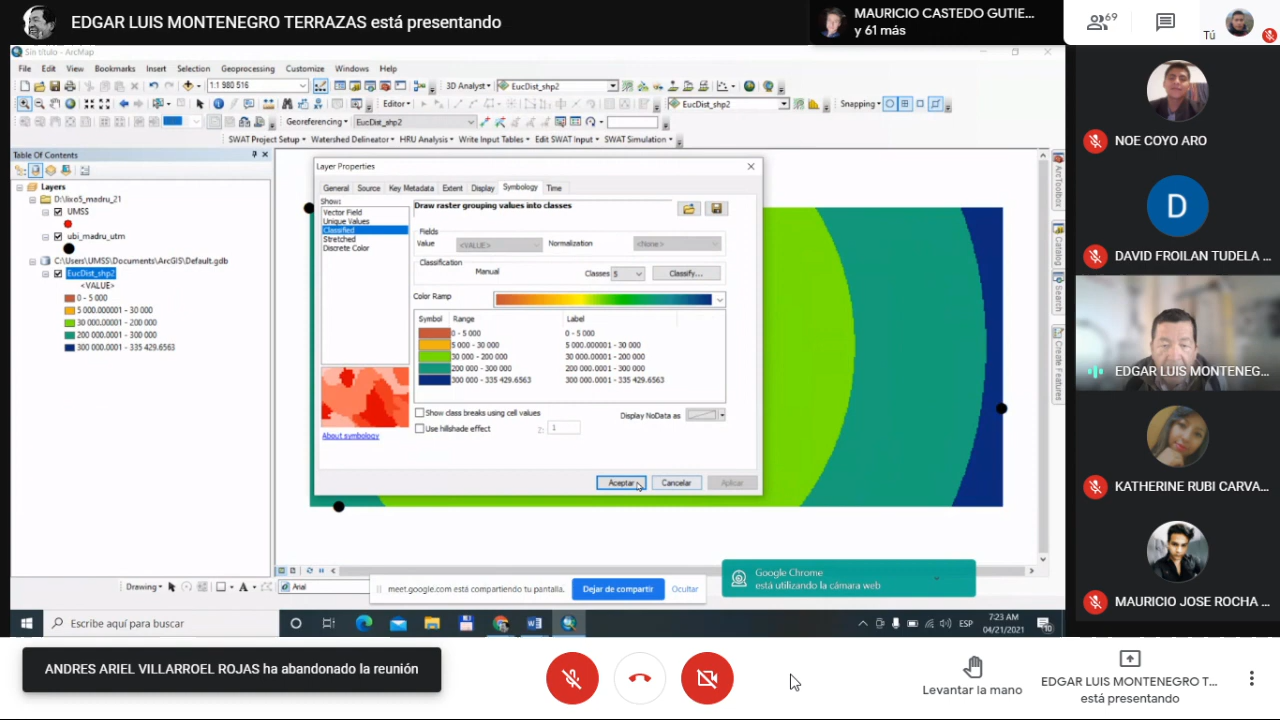 EDGAR LUIS MONTENEGRO TERRAZAS está presentando
MAURICIO CASTEDO GUTIE...
y 61 más
69
Tú
Sin título - ArcMap
File Edit View Bookmarks Insert Selection Geoprocessing Customize Windows Help
1:1 980 516
3D Analyst
EucDist_shp2
Editor
EucDist_shp2
Snapping
Georeferencing
EucDist_shp2
SWAT Project Setup Watershed Delineator HRU Analysis Write Input Tables Edit SWAT Input SWAT Simulation
Table Of Contents
Layers
D:\lixo5_madru_21
UMSS
ubi_madru_utm
C:\Users\UMSS\Documents\ArcGIS\Default.gdb
EucDist_shp2
<VALUE>
0 - 5 000
5 000.000001 - 30 000
30 000.00001 - 200 000
200 000.0001 - 300 000
300 000.0001 - 335 429.6563
Layer Properties
General Source Key Metadata Extent Display Symbology Time
Show:
Vector Field
Unique Values
Classified
Stretched
Discrete Color
About symbology
Draw raster grouping values into classes
Fields
Value <VALUE> Normalization <None>
Classification
Manual Classes 5 Classify...
Color Ramp
Symbol Range Label
0 - 5 000 0 - 5 000
5 000 - 30 000 5 000.000001 - 30 000
30 000 - 200 000 30 000.00001 - 200 000
200 000 - 300 000 200 000.0001 - 300 000
300 000 - 335 429.6563 300 000.0001 - 335 429.6563
Show class breaks using cell values
Display NoData as
Use hillshade effect Z: 1
Aceptar Cancelar Aplicar
ArcToolbox
Catalog
Search
Create Features
Drawing
Arial
meet.google.com está compartiendo tu pantalla. Dejar de compartir Ocultar
Google Chrome
está utilizando la cámara web
Escribe aquí para buscar
ESP
7:23 AM
04/21/2021
10
NOE COYO ARO
D
DAVID FROILAN TUDELA ...
EDGAR LUIS MONTENEG...
KATHERINE RUBI CARVA...
MAURICIO JOSE ROCHA ...
ANDRES ARIEL VILLARROEL ROJAS ha abandonado la reunión
Levantar la mano
EDGAR LUIS MONTENEGRO T...
está presentando